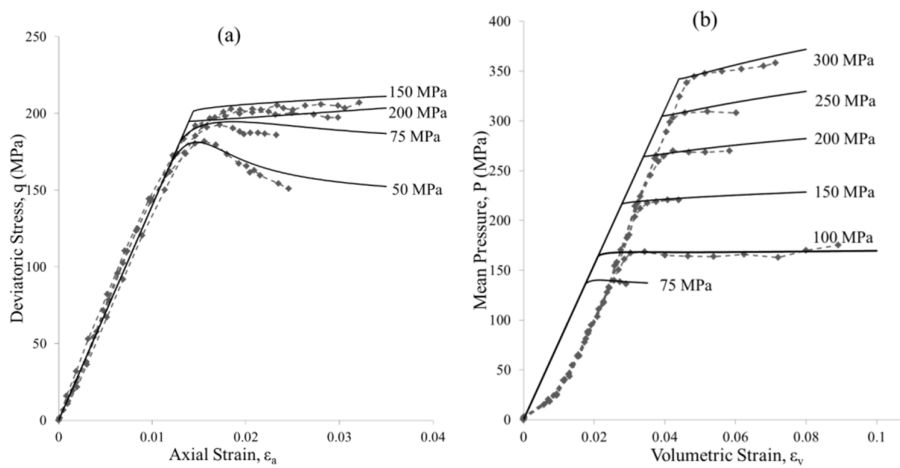 (a)
250
200
150
100
50
0
0
0.01
0.02
0.03
0.04
Deviatoric Stress, q (MPa)
Axial Strain, εa
150 MPa
200 MPa
75 MPa
50 MPa
(b)
400
350
300
250
200
150
100
50
0
0
0.02
0.04
0.06
0.08
0.1
Mean Pressure, P (MPa)
Volumetric Strain, εv
300 MPa
250 MPa
200 MPa
150 MPa
100 MPa
75 MPa